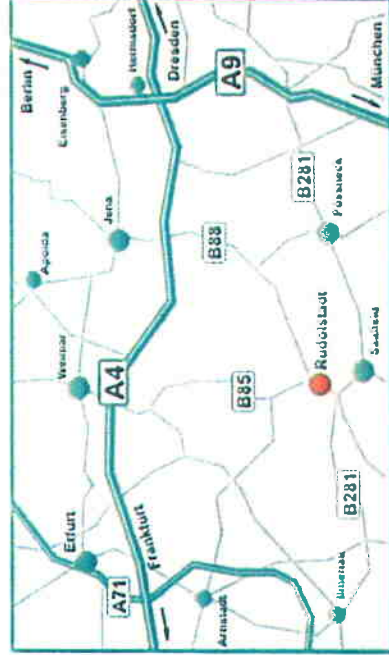 Berlin
Eisenberg
Hermsdorf
Dresden
A9
München
Apolda
Jena
B88
B281
Pössneck
Weimar
A4
B85
Rudolstadt
Saalfeld
Erfurt
A71
Frankfurt
Arnstadt
B281
Ilmenau